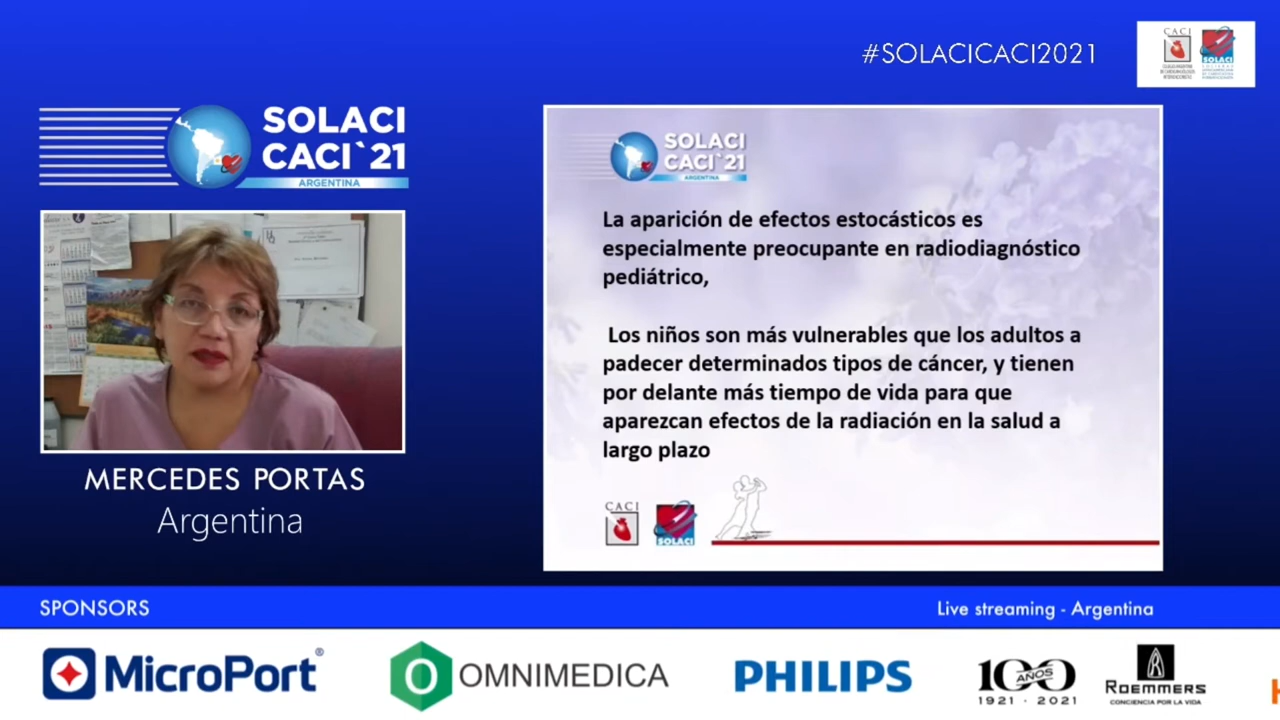 #SOLACICACI2021
CACI
SOLACI
SOLACI
CACI`21
ARGENTINA
MERCEDES PORTAS
Argentina
SOLACI
CACI`21
ARGENTINA
La aparición de efectos estocásticos es
especialmente preocupante en radiodiagnóstico
pediátrico,
Los niños son más vulnerables que los adultos a
padecer determinados tipos de cáncer, y tienen
por delante más tiempo de vida para que
aparezcan efectos de la radiación en la salud a
largo plazo
CACI
SOLACI
SPONSORS
Live streaming - Argentina
MicroPort®
OMNIMEDICA
PHILIPS
100 AÑOS
1921 · 2021
ROEMMERS
CONCIENCIA POR LA VIDA